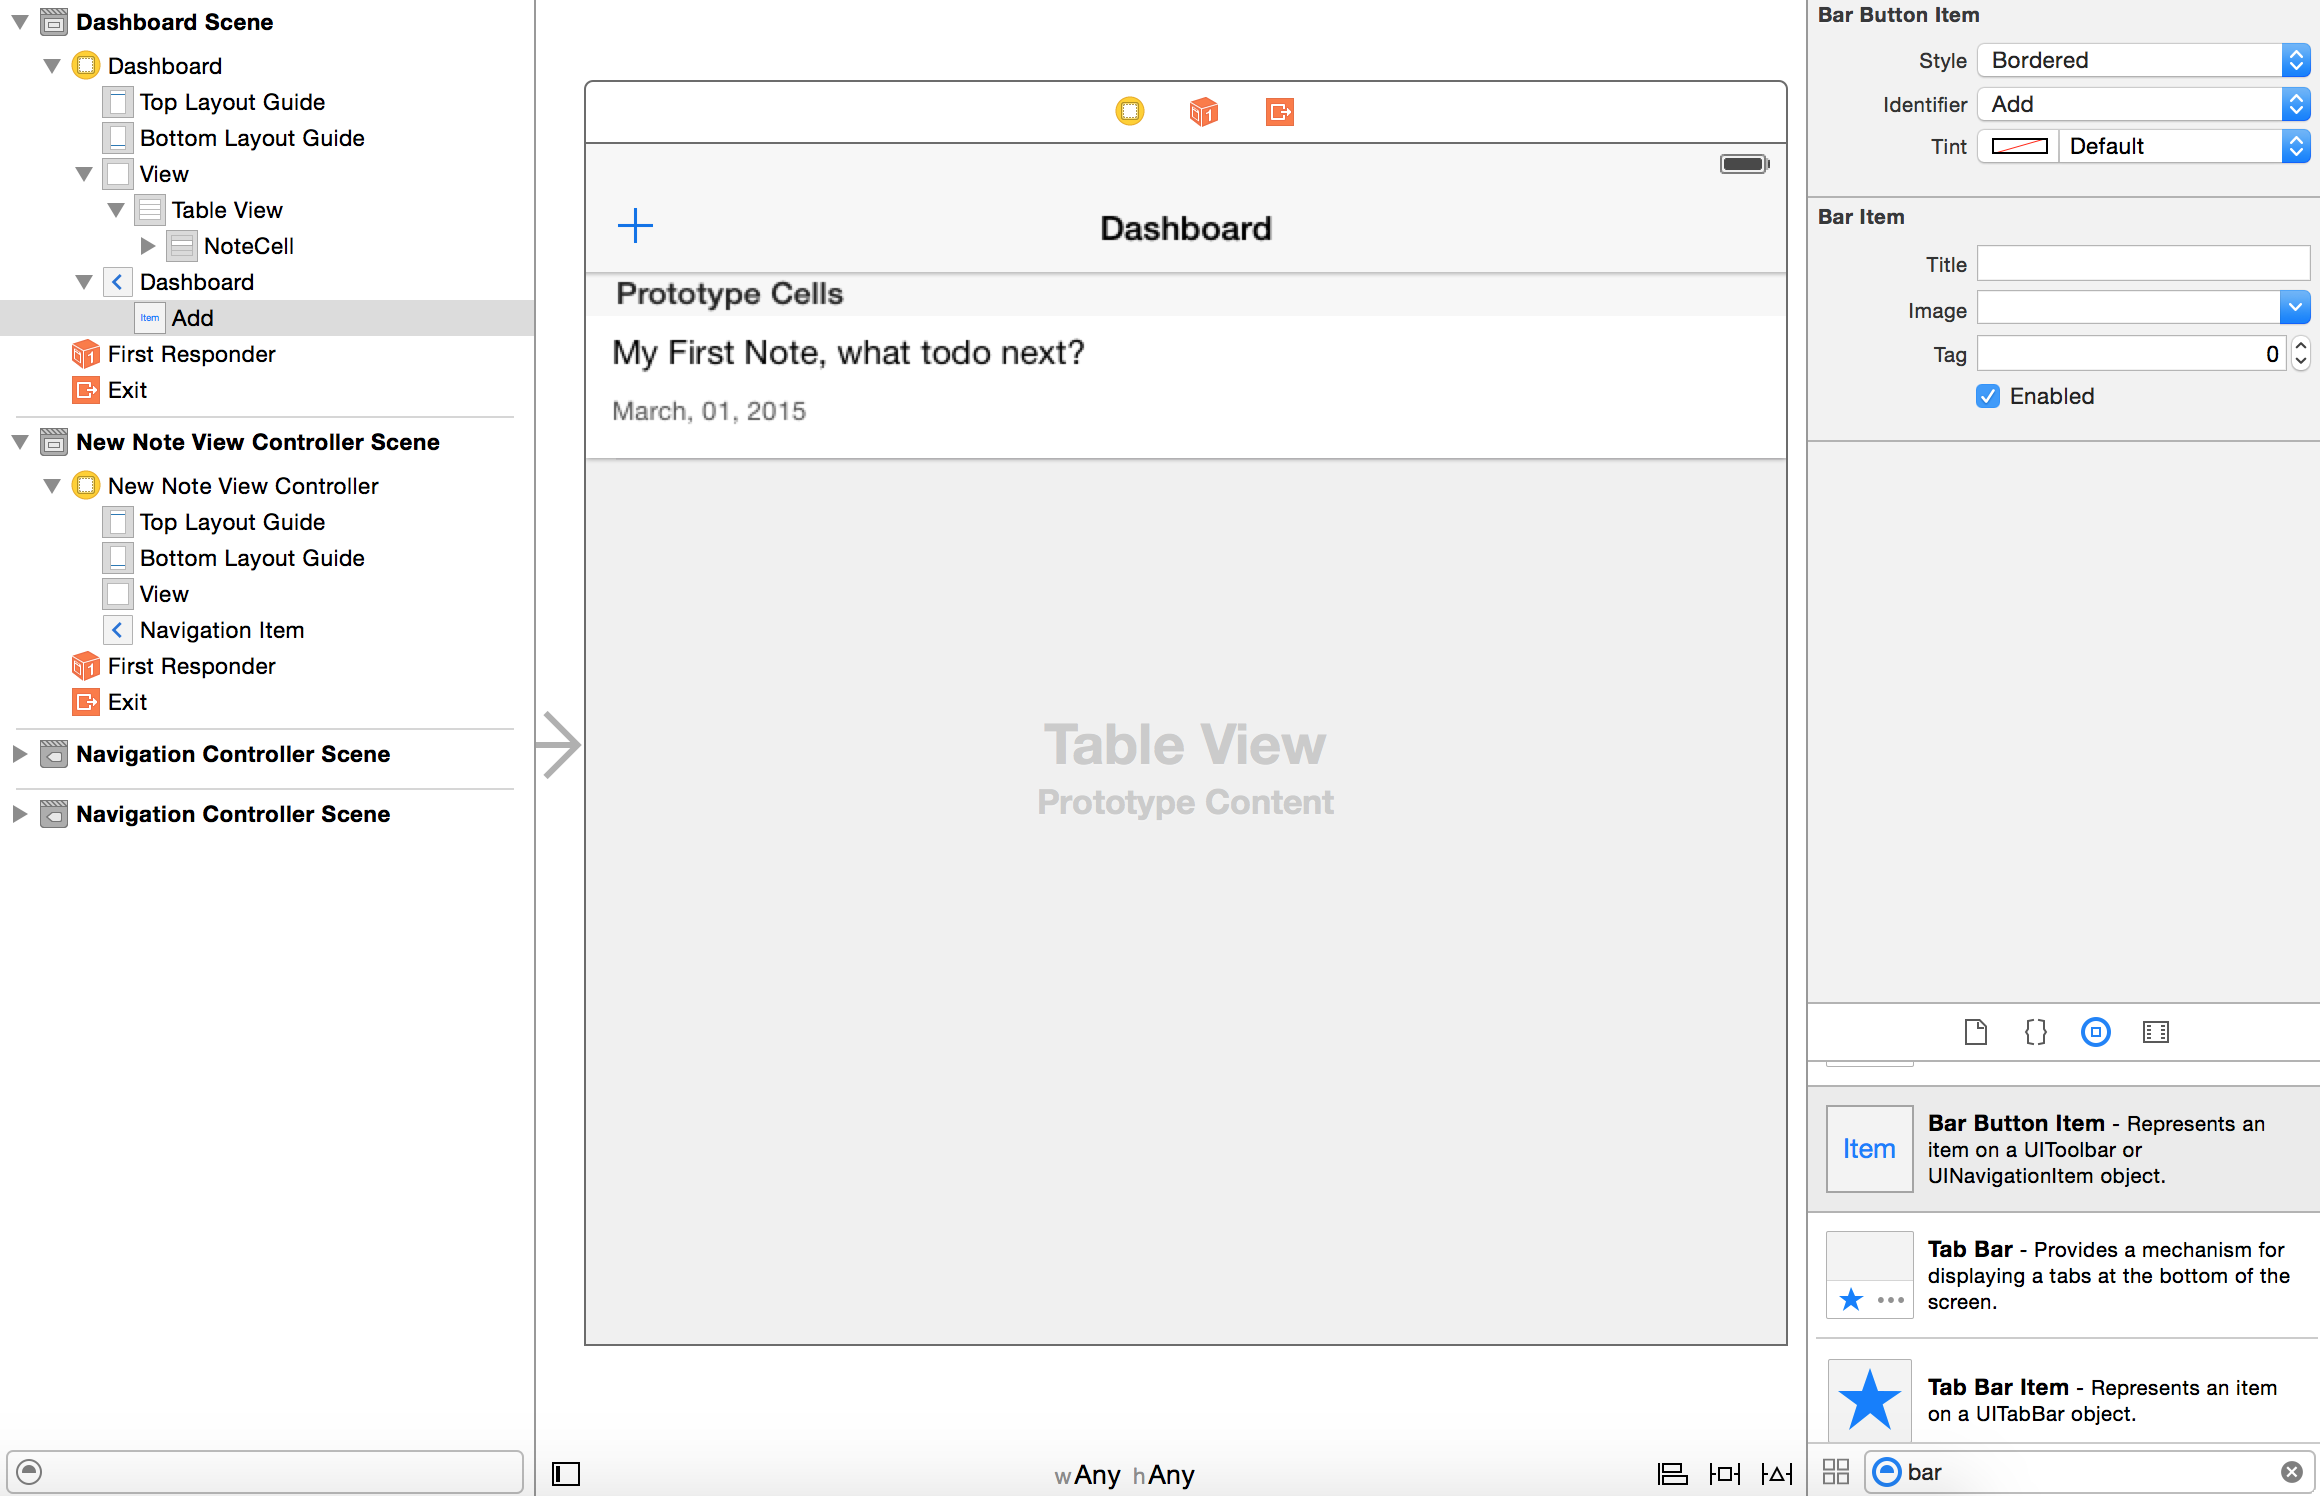 Dashboard Scene
Dashboard
Top Layout Guide
Bottom Layout Guide
View
Table View
NoteCell
Dashboard
Item Add
First Responder
Exit
New Note View Controller Scene
New Note View Controller
Top Layout Guide
Bottom Layout Guide
View
Navigation Item
First Responder
Exit
Navigation Controller Scene
Navigation Controller Scene
Dashboard
Prototype Cells
My First Note, what todo next?
March, 01, 2015
Table View
Prototype Content
wAny hAny
Bar Button Item
Style Bordered
Identifier Add
Tint Default
Bar Item
Title
Image
Tag 0
Enabled
Item
Bar Button Item - Represents an
item on a UIToolbar or
UINavigationItem object.
Tab Bar - Provides a mechanism for
displaying a tabs at the bottom of the
screen.
Tab Bar Item - Represents an item
on a UITabBar object.
bar